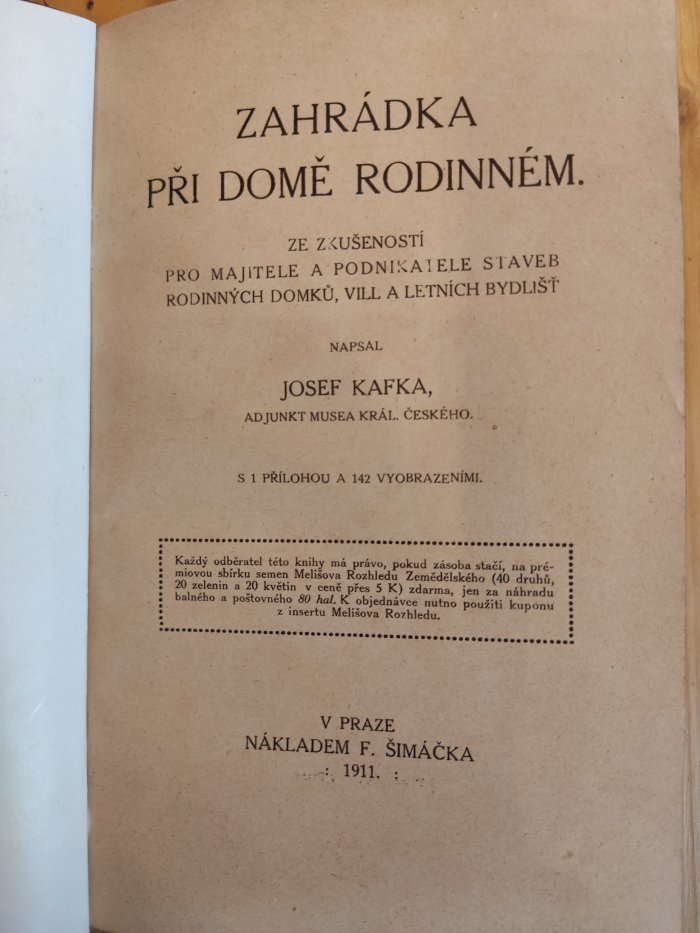 ZAHRÁDKA
PŘI DOMĚ RODINNÉM.
ZE ZKUŠENOSTÍ
PRO MAJITELE A PODNIKATELE STAVEB
RODINNÝCH DOMKŮ, VILL A LETNÍCH BYDLIŠŤ
NAPSAL
JOSEF KAFKA,
ADJUNKT MUSEA KRÁL. ČESKÉHO.
S 1 PŘÍLOHOU A 142 VYOBRAZENÍMI.
Každý odběratel této knihy má právo, pokud zásoba stačí, na pré-
miovou sbírku semen Melišova Rozhledu Zemědělského (40 druhů,
20 zelenin a 20 květin v ceně přes 5 K) zdarma, jen za náhradu
balného a poštovného 80 hal. K objednávce nutno použíti kuponu
z insertu Melišova Rozhledu.
V PRAZE
NÁKLADEM F. ŠIMÁČKA
: 1911. :